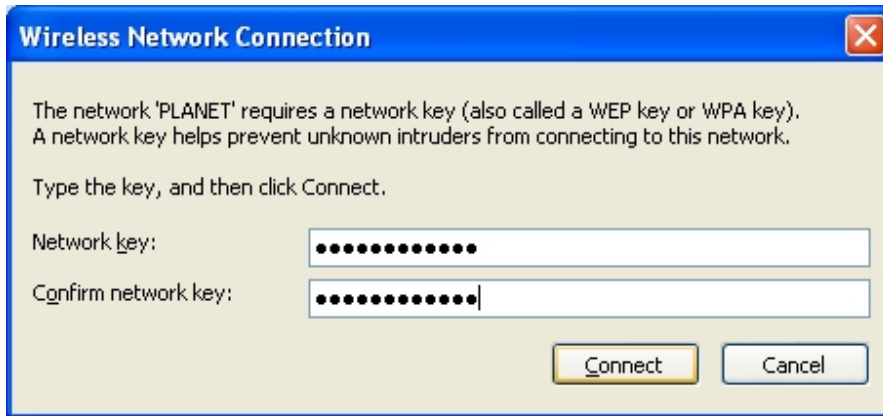 Wireless Network Connection
The network 'PLANET' requires a network key (also called a WEP key or WPA key).
A network key helps prevent unknown intruders from connecting to this network.
Type the key, and then click Connect.
Network key: ••••••••••••
Confirm network key: ••••••••••••
Connect Cancel